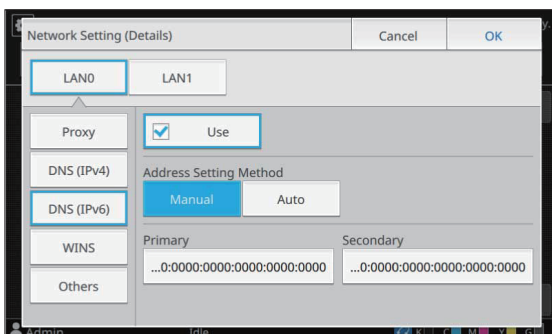 Network Setting (Details)
Cancel
OK
LAN0
LAN1
Proxy
DNS (IPv4)
DNS (IPv6)
WINS
Others
Use
Address Setting Method
Manual
Auto
Primary
Secondary
...0:0000:0000:0000:0000:0000
...0:0000:0000:0000:0000:0000
Admin
Idle
K
C
M
Y
G